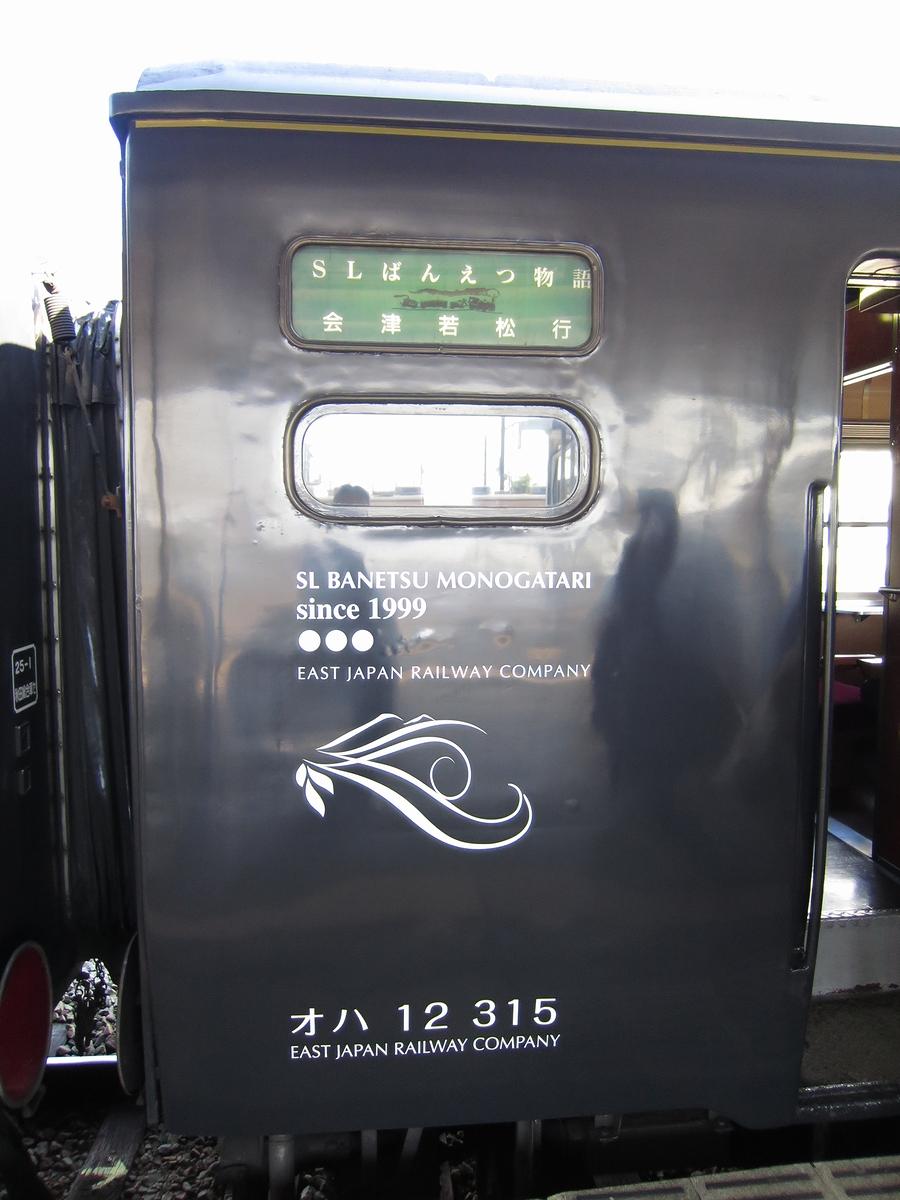 SLばんえつ物語
会津若松行
SL BANETSU MONOGATARI
since 1999
EAST JAPAN RAILWAY COMPANY
25-1
オハ 12 315
EAST JAPAN RAILWAY COMPANY